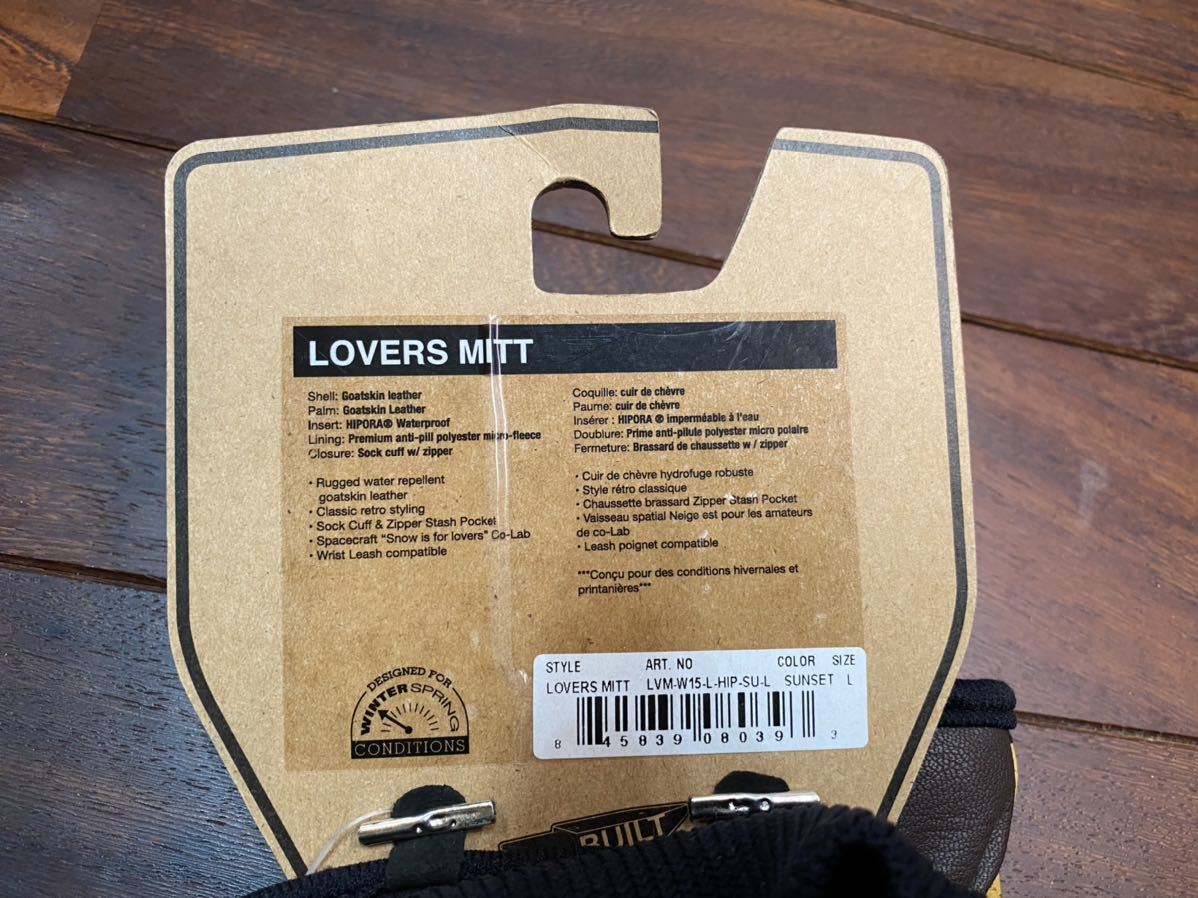 LOVERS MITT
Shell: Goatskin leather
Palm: Goatskin Leather
Insert: HIPORA® Waterproof
Lining: Premium anti-pill polyester micro-fleece
Closure: Sock cuff w/ zipper
· Rugged water repellent
goatskin leather
· Classic retro styling
· Sock Cuff & Zipper Stash Pocket
· Spacecraft "Snow is for lovers" Co-Lab
· Wrist Leash compatible
Coquille: cuir de chèvre
Paume: cuir de chèvre
Insérer : HIPORA ® imperméable à l'eau
Doublure: Prime anti-pilule polyester micro polaire
Fermeture: Brassard de chaussette w / zipper
· Cuir de chèvre hydrofuge robuste
· Style rétro classique
· Chaussette brassard Zipper Stash Pocket
· Vaisseau spatial Neige est pour les amateurs
de co-Lab
· Leash poignet compatible
***Conçu pour des conditions hivernales et
printanières***
DESIGNED FOR
WINTER SPRING
CONDITIONS
STYLE ART. NO COLOR SIZE
LOVERS MITT LVM-W15-L-HIP-SU-L SUNSET L
8 45839 08039 3
BUILT